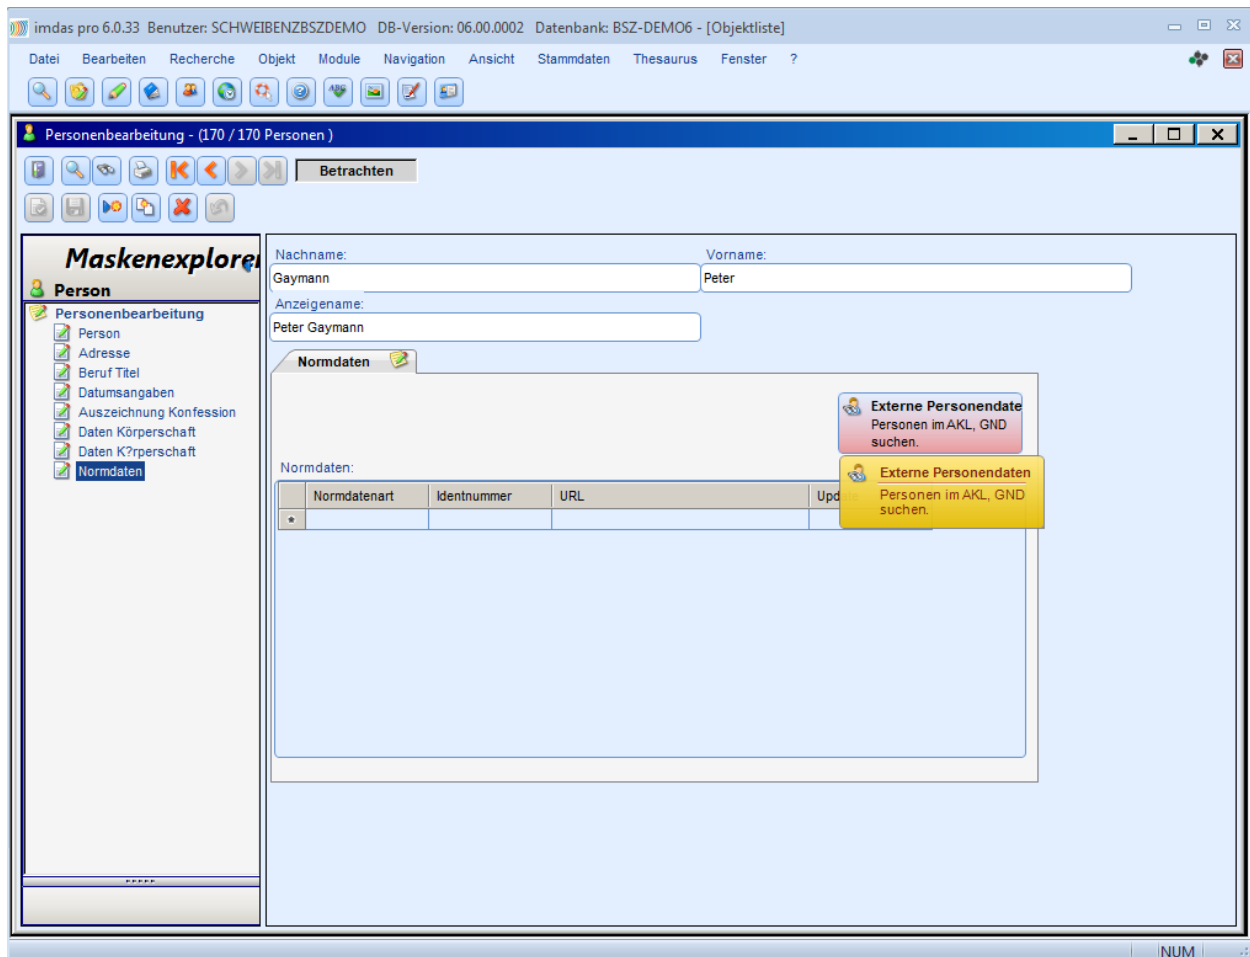 imdas pro 6.0.33 Benutzer: SCHWEIBENZBSZDEMO DB-Version: 06.00.0002 Datenbank: BSZ-DEMO6 - [Objektliste]
Datei Bearbeiten Recherche Objekt Module Navigation Ansicht Stammdaten Thesaurus Fenster ?
Personenbearbeitung - (170 / 170 Personen )
Betrachten
Maskenexplorer
Person
Personenbearbeitung
Person
Adresse
Beruf Titel
Datumsangaben
Auszeichnung Konfession
Daten Körperschaft
Daten K?rperschaft
Normdaten
Nachname: Vorname:
Gaymann Peter
Anzeigename:
Peter Gaymann
Normdaten
Externe Personendate
Personen im AKL, GND
suchen.
Externe Personendaten
Personen im AKL, GND
suchen.
Normdaten:
Normdatenart Identnummer URL Upd
NUM